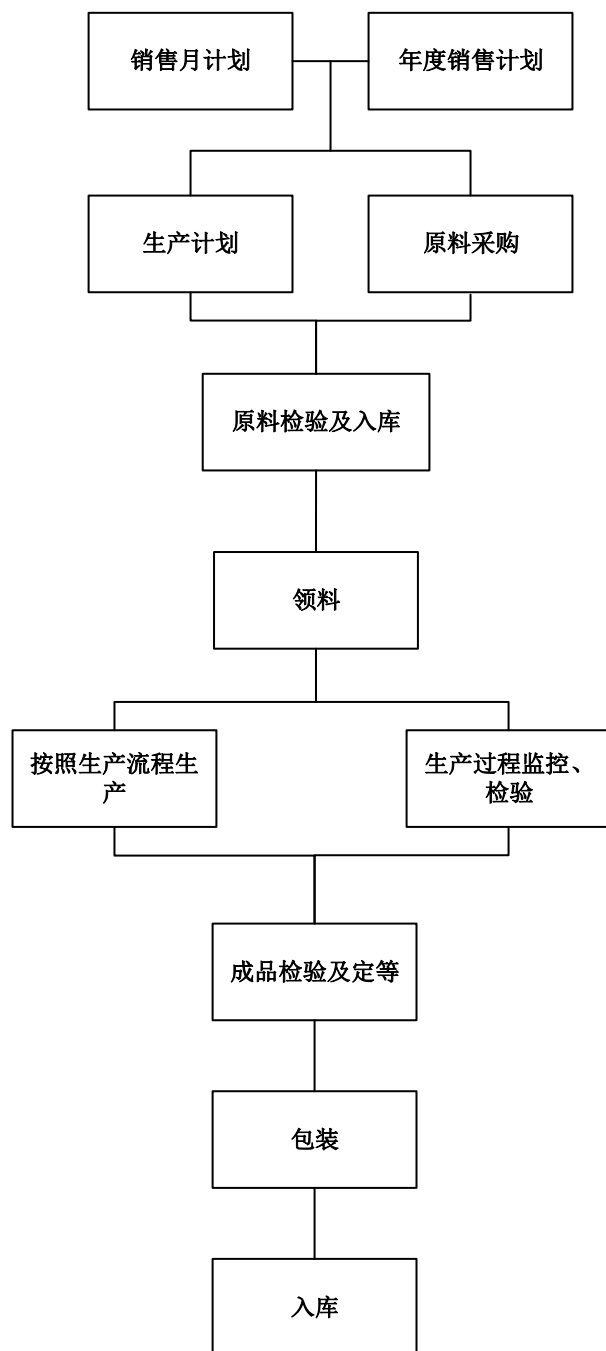 销售月计划
年度销售计划
生产计划
原料采购
原料检验及入库
领料
按照生产流程生
产
生产过程监控、
检验
成品检验及定等
包装
入库